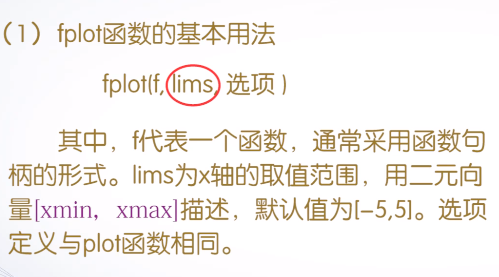 （1）fplot函数的基本用法
fplot(f, lims, 选项 )
其中，f代表一个函数，通常采用函数句
柄的形式。lims为x轴的取值范围，用二元向
量[xmin，xmax]描述，默认值为[-5,5]。选项
定义与plot函数相同。